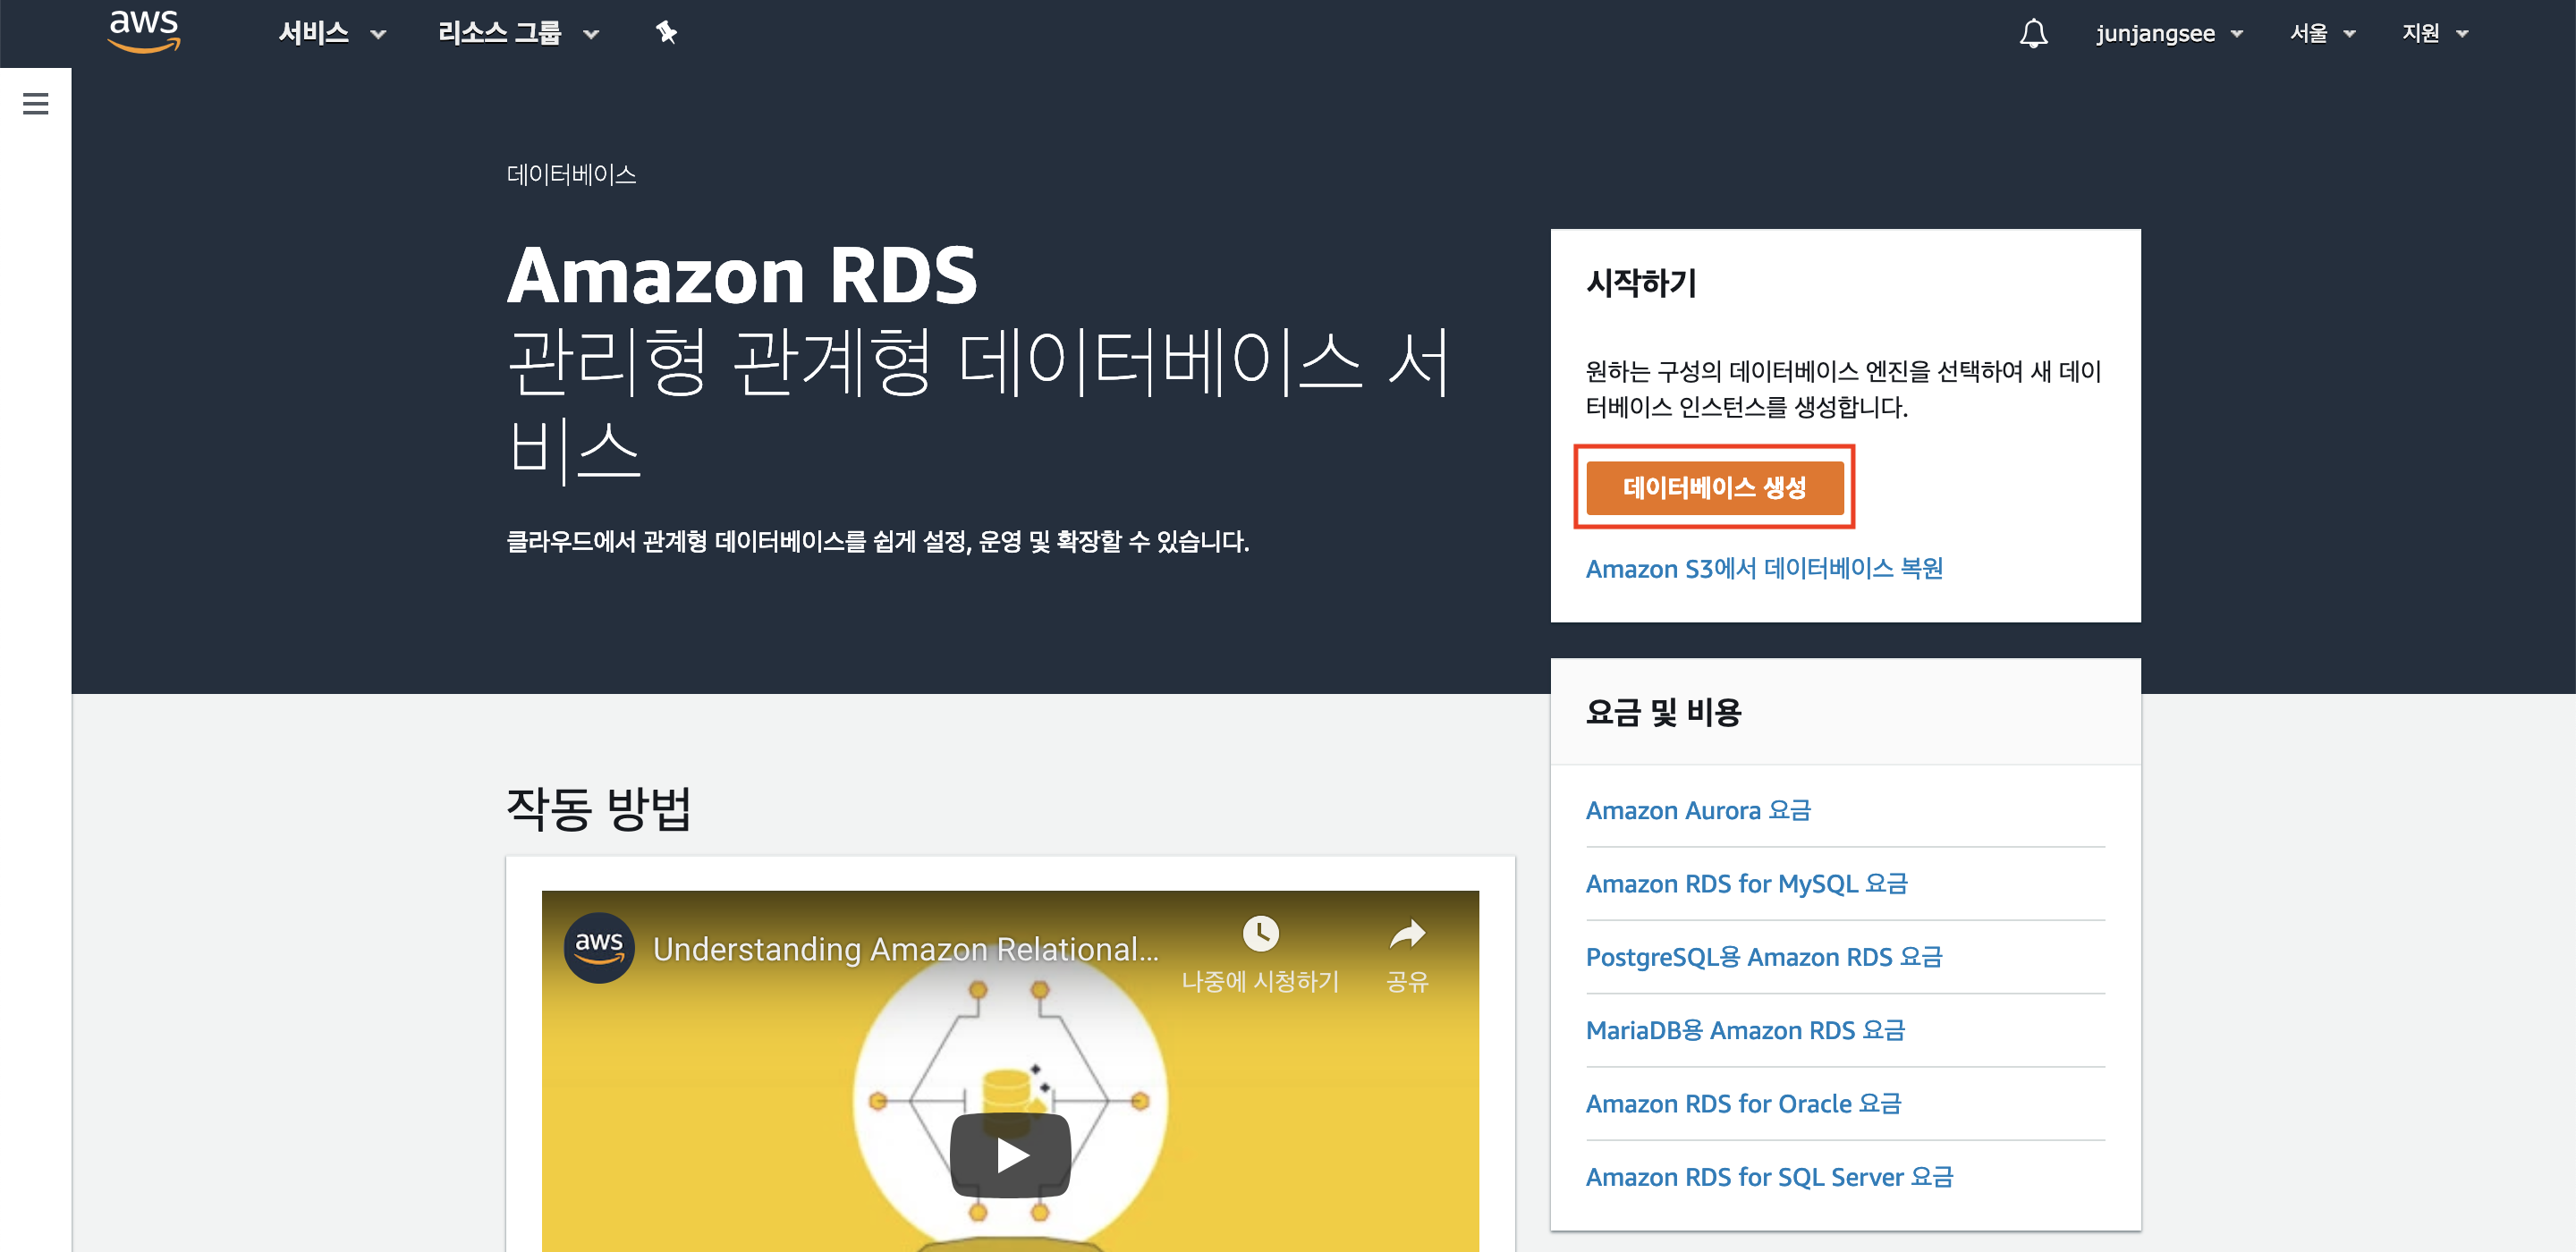 aws
서비스
리소스 그룹
junjangsee
서울
지원
데이터베이스
Amazon RDS
관리형 관계형 데이터베이스 서
비스
클라우드에서 관계형 데이터베이스를 쉽게 설정, 운영 및 확장할 수 있습니다.
시작하기
원하는 구성의 데이터베이스 엔진을 선택하여 새 데이
터베이스 인스턴스를 생성합니다.
데이터베이스 생성
Amazon S3에서 데이터베이스 복원
요금 및 비용
Amazon Aurora 요금
Amazon RDS for MySQL 요금
PostgreSQL용 Amazon RDS 요금
MariaDB용 Amazon RDS 요금
Amazon RDS for Oracle 요금
Amazon RDS for SQL Server 요금
작동 방법
aws
Understanding Amazon Relational...
나중에 시청하기
공유